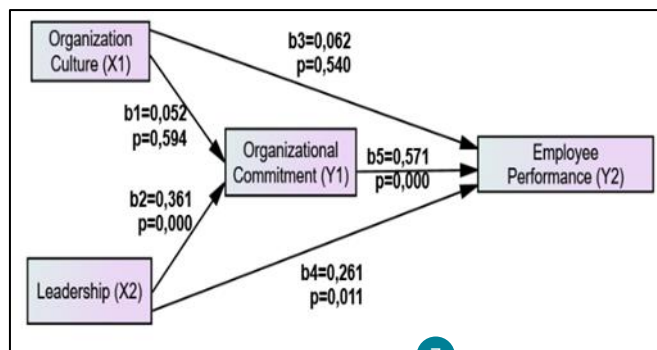 Organization
Culture (X1)
b3=0,062
p=0,540
b1=0,052
p=0,594
Organizational
Commitment (Y1)
b5=0,571
p=0,000
Employee
Performance (Y2)
b2=0,361
p=0,000
Leadership (X2)
b4=0,261
p=0,011